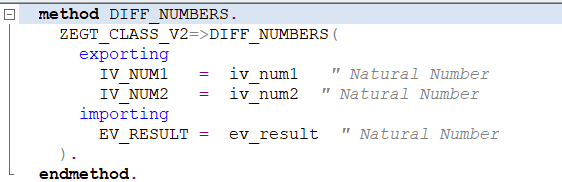 method DIFF_NUMBERS.
ZEGT_CLASS_V2=>DIFF_NUMBERS(
exporting
IV_NUM1 = iv_num1 " Natural Number
IV_NUM2 = iv_num2 " Natural Number
importing
EV_RESULT = ev_result " Natural Number
).
endmethod.